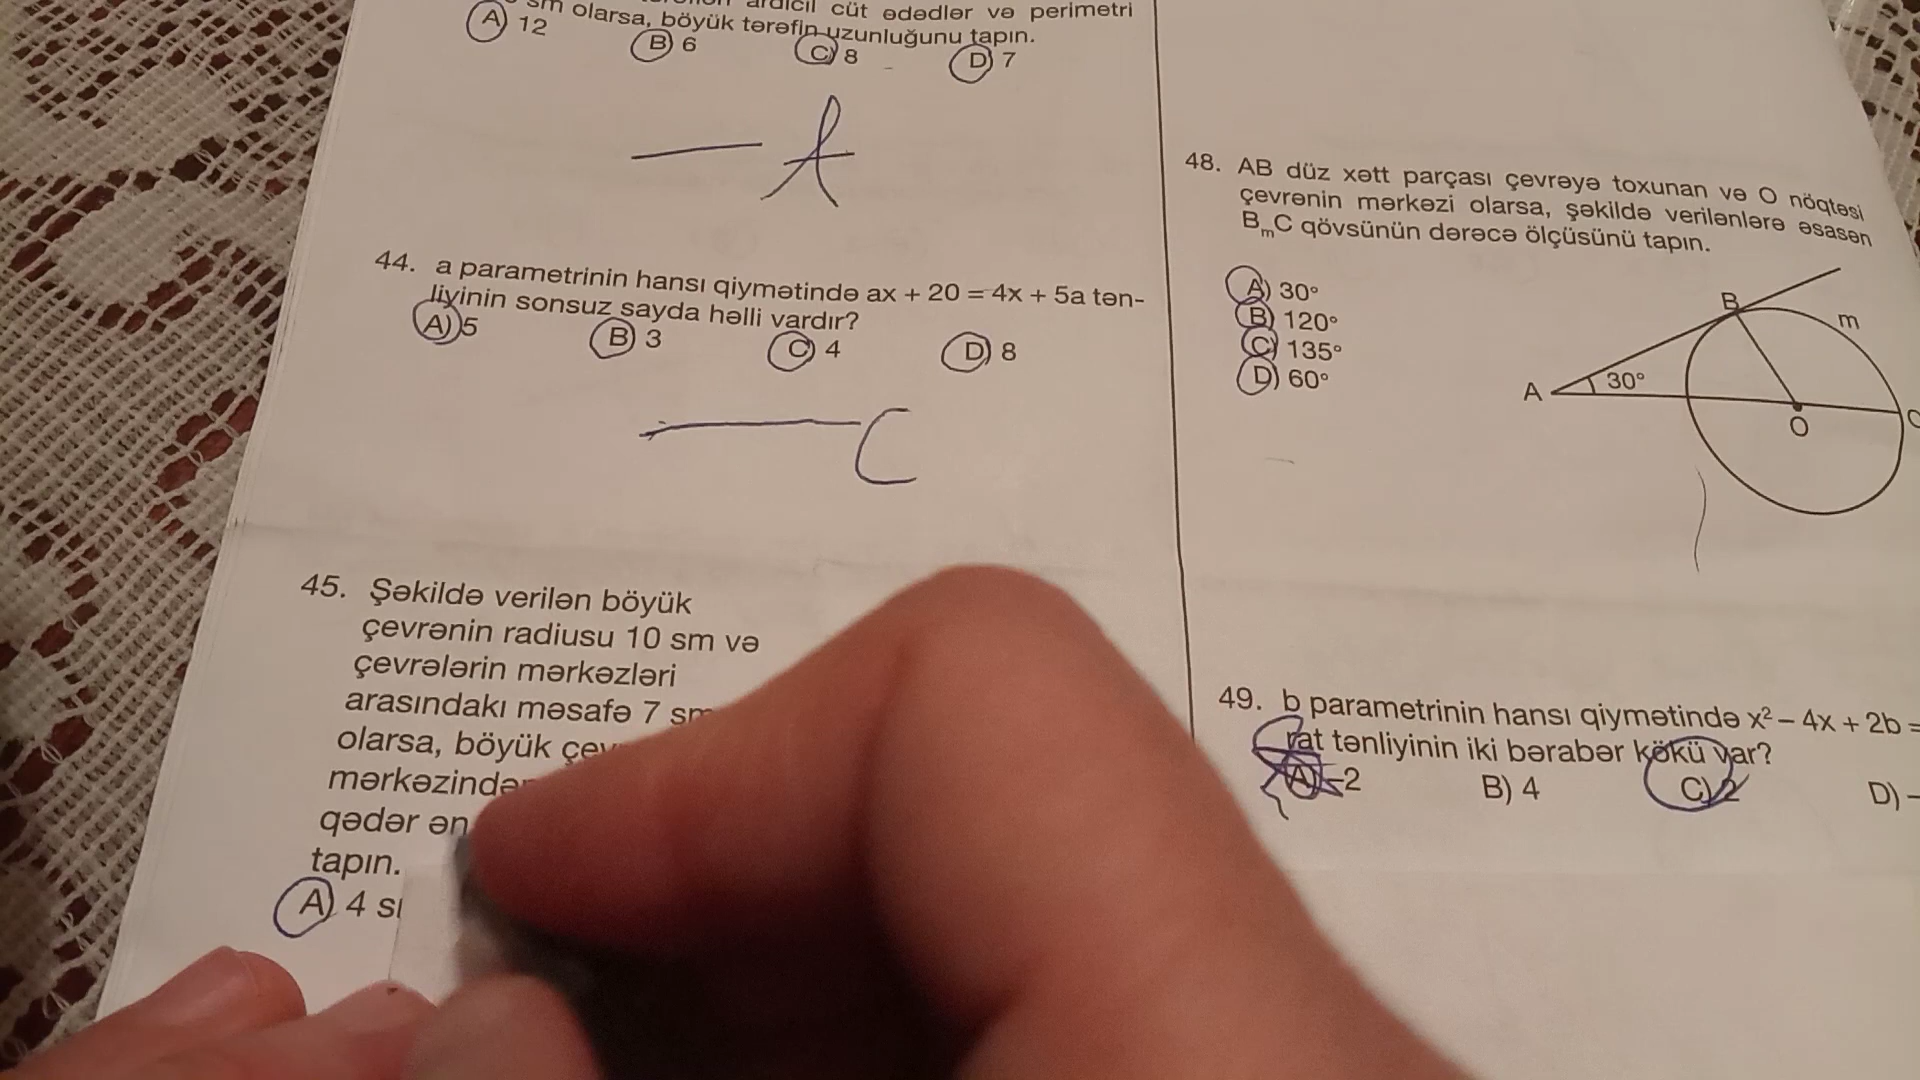 ardıcıl cüt ədədlər və perimetri
sm olarsa, böyük tərəfin uzunluğunu tapın.
A) 12 B) 6 C) 8 D) 7
A
44. a parametrinin hansı qiymətində ax + 20 = 4x + 5a tən-
liyinin sonsuz sayda həlli vardır?
A) 5 B) 3 C) 4 D) 8
C
45. Şəkildə verilən böyük
çevrənin radiusu 10 sm və
çevrələrin mərkəzləri
arasındakı məsafə 7 sm
olarsa, böyük
qədər ən
tapın.
A) 4
48. AB düz xətt parçası çevrəyə toxunan və O nöqtəsi
çevrənin mərkəzi olarsa, şəkildə verilənlərə əsasən
BmC qövsünün dərəcə ölçüsünü tapın.
A) 30°
B) 120°
C) 135°
D) 60°
B
m
A
30°
O
49. b parametrinin hansı qiymətində x² – 4x + 2b =
rat tənliyinin iki bərabər kökü var?
A) –2 B) 4 C) 2 D) –